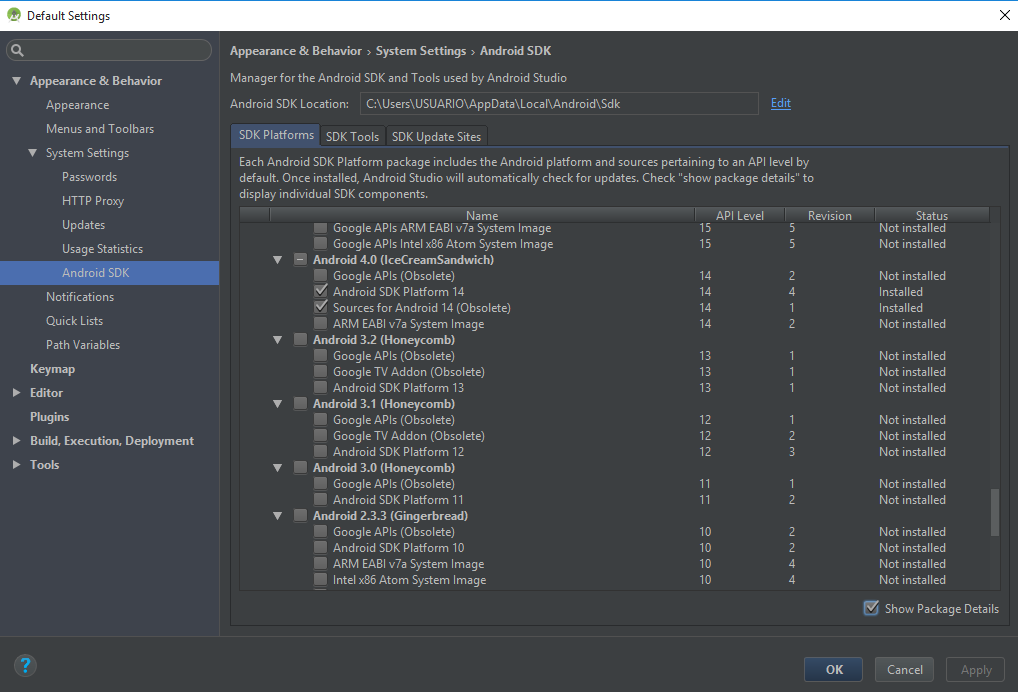 Default Settings
Appearance & Behavior
Appearance
Menus and Toolbars
System Settings
Passwords
HTTP Proxy
Updates
Usage Statistics
Android SDK
Notifications
Quick Lists
Path Variables
Keymap
Editor
Plugins
Build, Execution, Deployment
Tools
Appearance & Behavior › System Settings › Android SDK
Manager for the Android SDK and Tools used by Android Studio
Android SDK Location: C:\Users\USUARIO\AppData\Local\Android\Sdk Edit
SDK Platforms SDK Tools SDK Update Sites
Each Android SDK Platform package includes the Android platform and sources pertaining to an API level by
default. Once installed, Android Studio will automatically check for updates. Check "show package details" to
display individual SDK components.
Name API Level Revision Status
Google APIs ARM EABI v7a System Image 15 5 Not installed
Google APIs Intel x86 Atom System Image 15 5 Not installed
Android 4.0 (IceCreamSandwich)
Google APIs (Obsolete) 14 2 Not installed
Android SDK Platform 14 14 4 Installed
Sources for Android 14 (Obsolete) 14 1 Installed
ARM EABI v7a System Image 14 2 Not installed
Android 3.2 (Honeycomb)
Google APIs (Obsolete) 13 1 Not installed
Google TV Addon (Obsolete) 13 1 Not installed
Android SDK Platform 13 13 1 Not installed
Android 3.1 (Honeycomb)
Google APIs (Obsolete) 12 1 Not installed
Google TV Addon (Obsolete) 12 2 Not installed
Android SDK Platform 12 12 3 Not installed
Android 3.0 (Honeycomb)
Google APIs (Obsolete) 11 1 Not installed
Android SDK Platform 11 11 2 Not installed
Android 2.3.3 (Gingerbread)
Google APIs (Obsolete) 10 2 Not installed
Android SDK Platform 10 10 2 Not installed
ARM EABI v7a System Image 10 4 Not installed
Intel x86 Atom System Image 10 4 Not installed
Show Package Details
? OK Cancel Apply